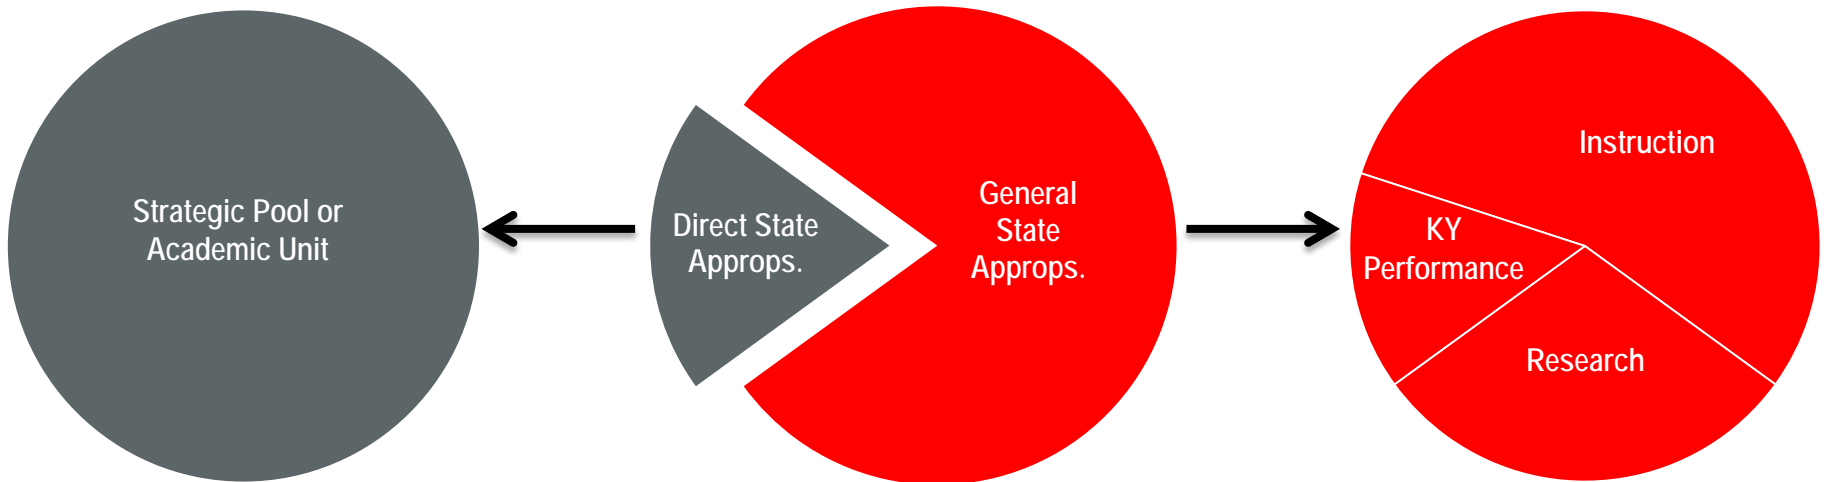 Strategic Pool or
Academic Unit
Direct State
Approps.
General
State
Approps.
Instruction
KY
Performance
Research